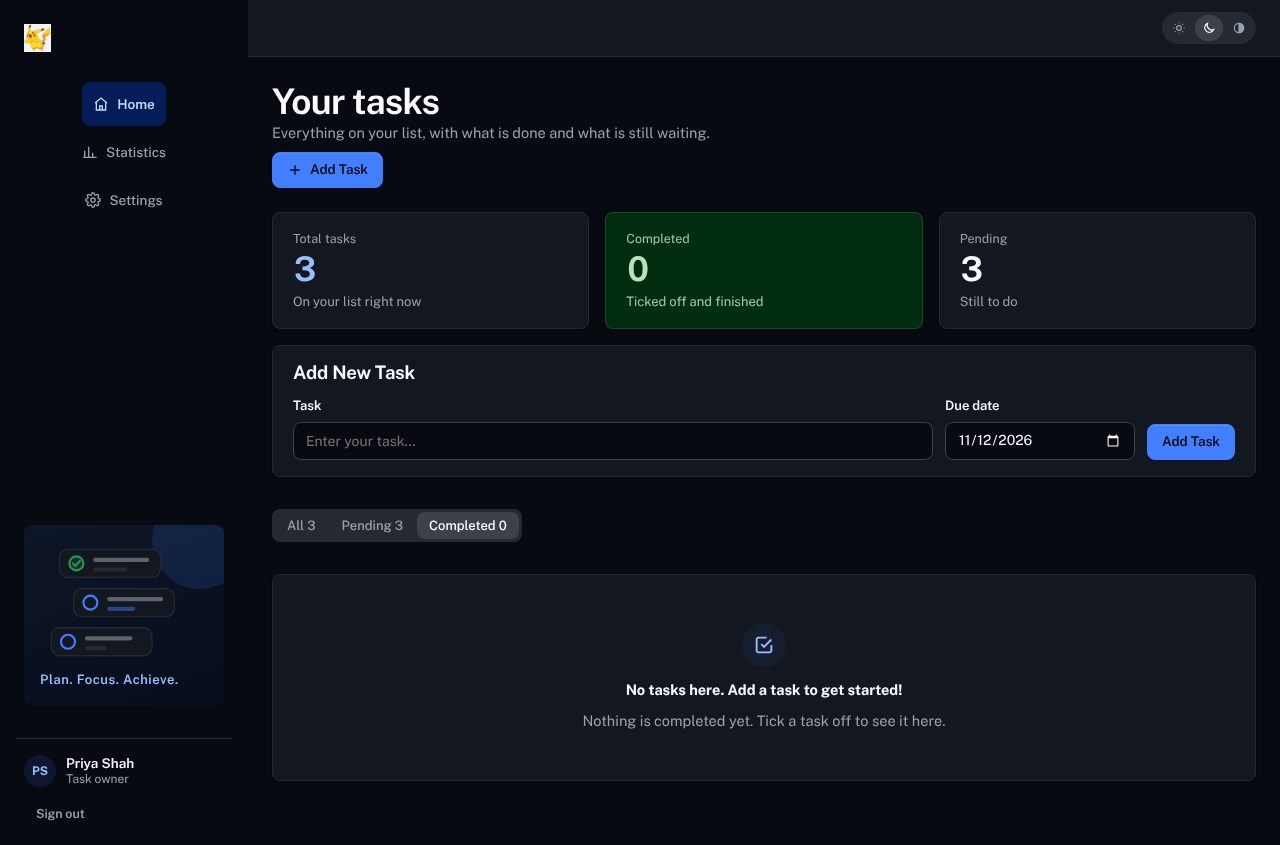 Home
Statistics
Settings
Plan. Focus. Achieve.
PS
Priya Shah
Task owner
Sign out
Your tasks
Everything on your list, with what is done and what is still waiting.
Add Task
Total tasks
3
On your list right now
Completed
0
Ticked off and finished
Pending
3
Still to do
Add New Task
Task
Due date
Enter your task...
11/12/2026
Add Task
All 3
Pending 3
Completed 0
No tasks here. Add a task to get started!
Nothing is completed yet. Tick a task off to see it here.